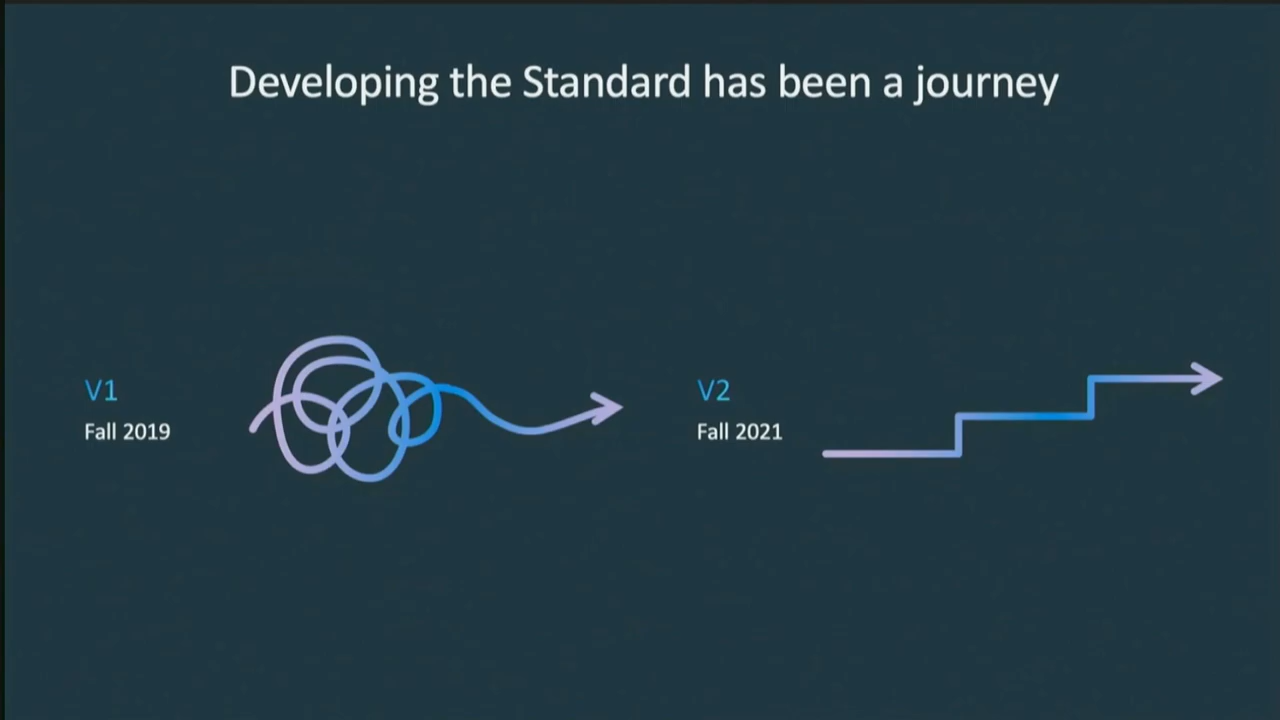 Developing the Standard has been a journey
V1
Fall 2019
V2
Fall 2021